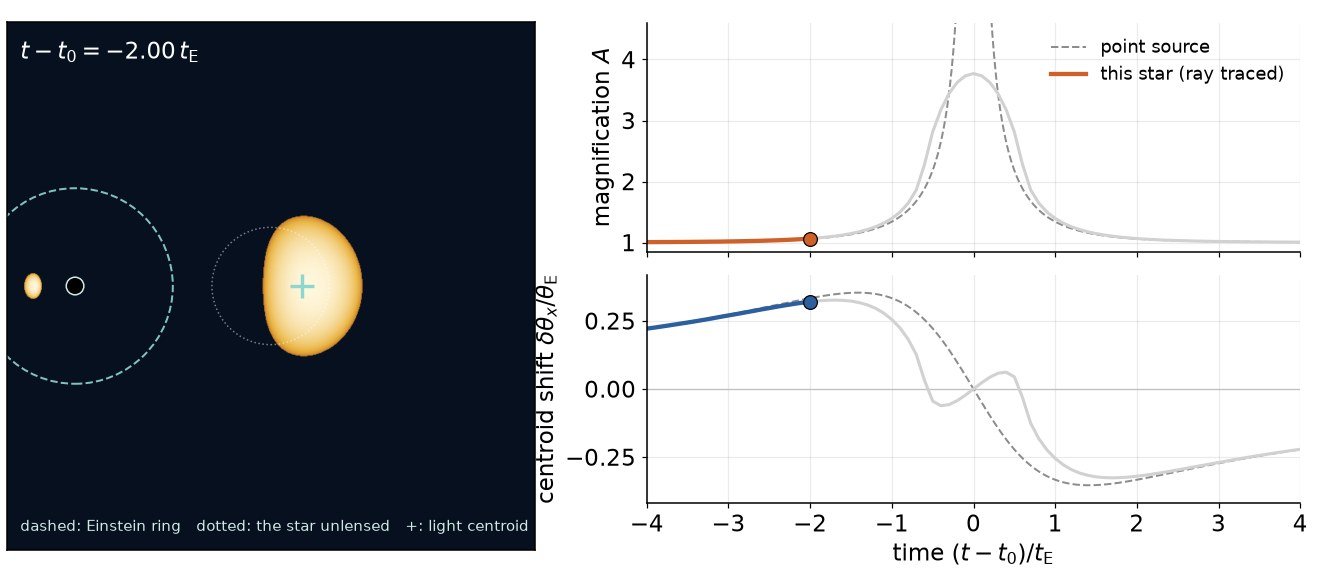 t − t₀ = −2.00 t_E
dashed: Einstein ring dotted: the star unlensed +: light centroid
magnification A
4
3
2
1
point source
this star (ray traced)
centroid shift δθₓ/θ_E
0.25
0.00
−0.25
−4 −3 −2 −1 0 1 2 3 4
time (t − t₀)/t_E